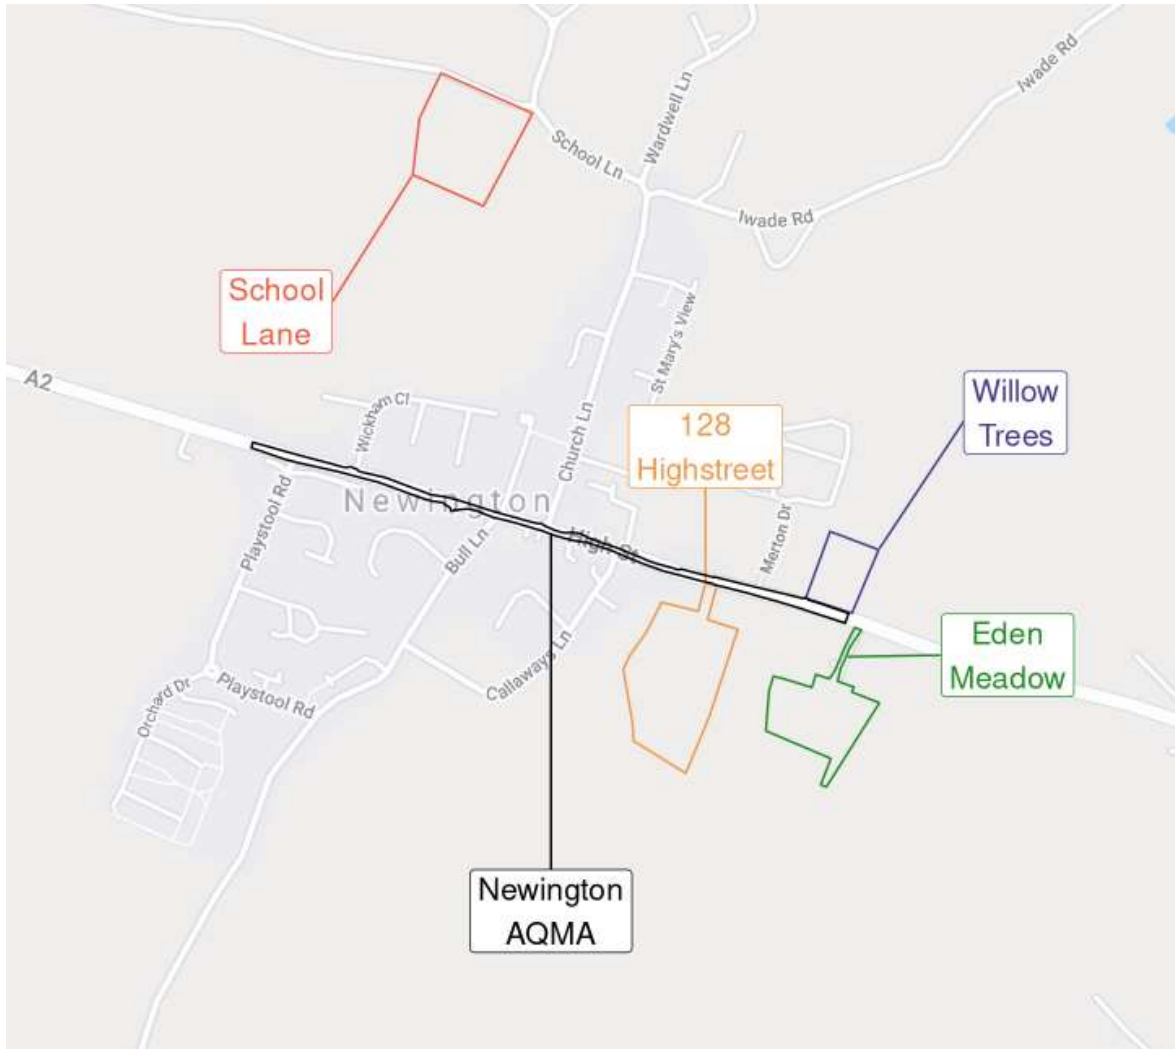 Iwade Rd
Wardwell Ln
School Ln
Iwade Rd
School
Lane
St Mary's View
A2
Willow
Trees
Wickham Cl
Church Ln
128
Highstreet
Newington
Playstool Rd
Bull Ln
High St
Merton Dr
Eden
Meadow
Callaways Ln
Orchard Dr
Playstool Rd
Newington
AQMA